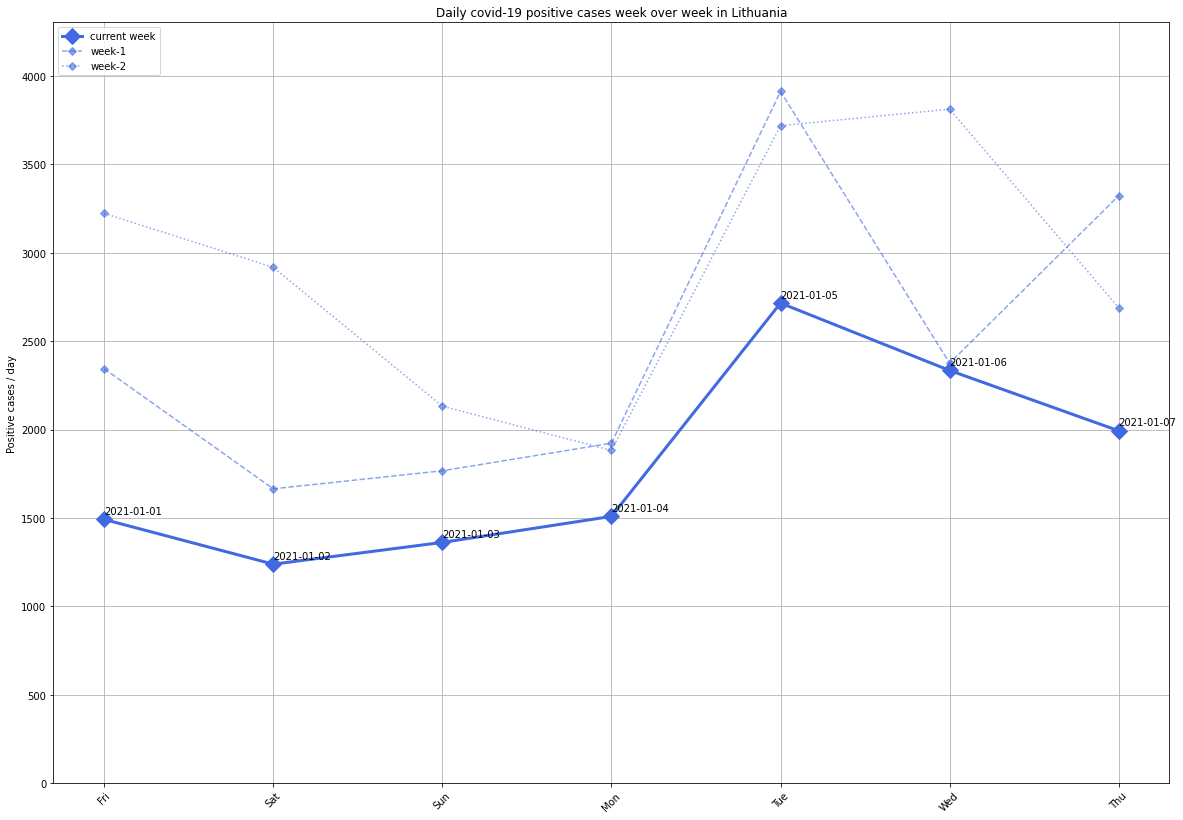 Daily covid-19 positive cases week over week in Lithuania
current week
week-1
week-2
Positive cases / day
4000
3500
3000
2500
2000
1500
1000
500
0
2021-01-01
2021-01-02
2021-01-03
2021-01-04
2021-01-05
2021-01-06
2021-01-07
Fri
Sat
Sun
Mon
Tue
Wed
Thu